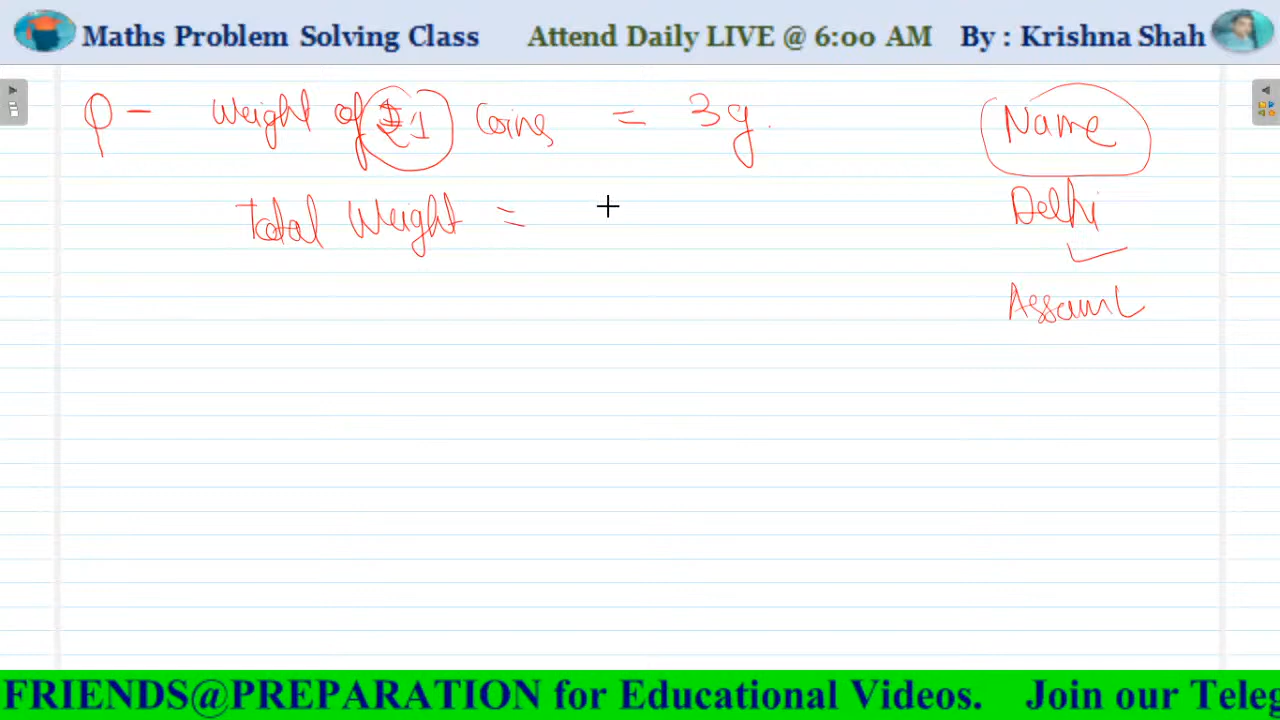 Maths Problem Solving Class Attend Daily LIVE @ 6:00 AM By : Krishna Shah
Q- Weight of ₹1 Coins = 3g.
Total Weight =
Name
Delhi
Assam
FRIENDS@PREPARATION for Educational Videos. Join our Teleg